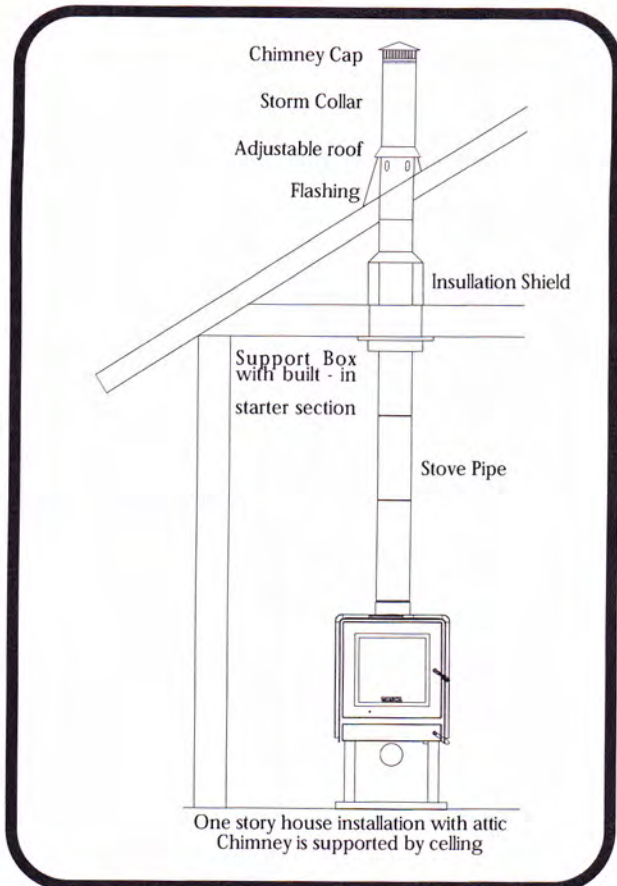 Chimney Cap
Storm Collar
Adjustable roof
Flashing
Insullation Shield
Support Box
with built - in
starter section
Stove Pipe
One story house installation with attic
Chimney is supported by celling